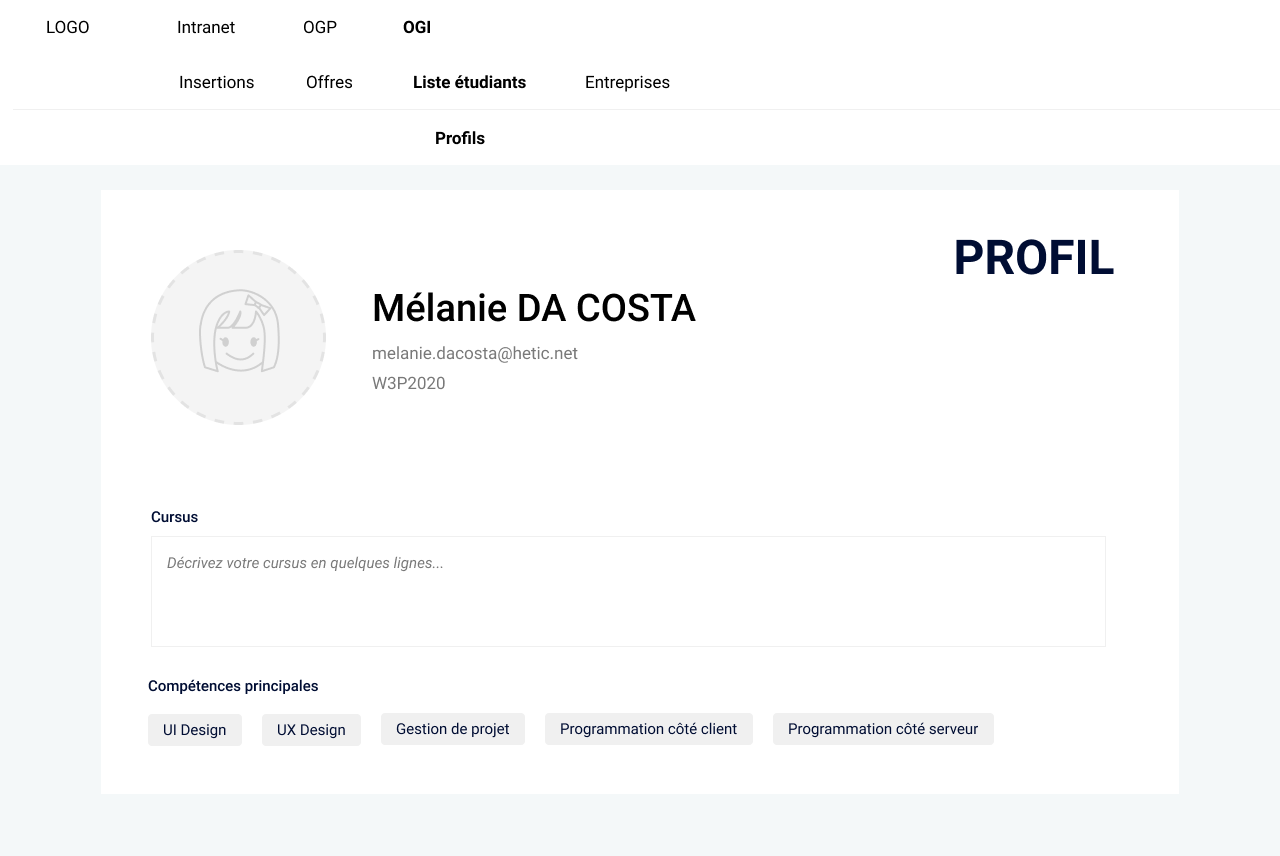 LOGO Intranet OGP OGI
Insertions Offres Liste étudiants Entreprises
Profils
PROFIL
Mélanie DA COSTA
melanie.dacosta@hetic.net
W3P2020
Cursus
Décrivez votre cursus en quelques lignes...
Compétences principales
UI Design UX Design Gestion de projet Programmation côté client Programmation côté serveur